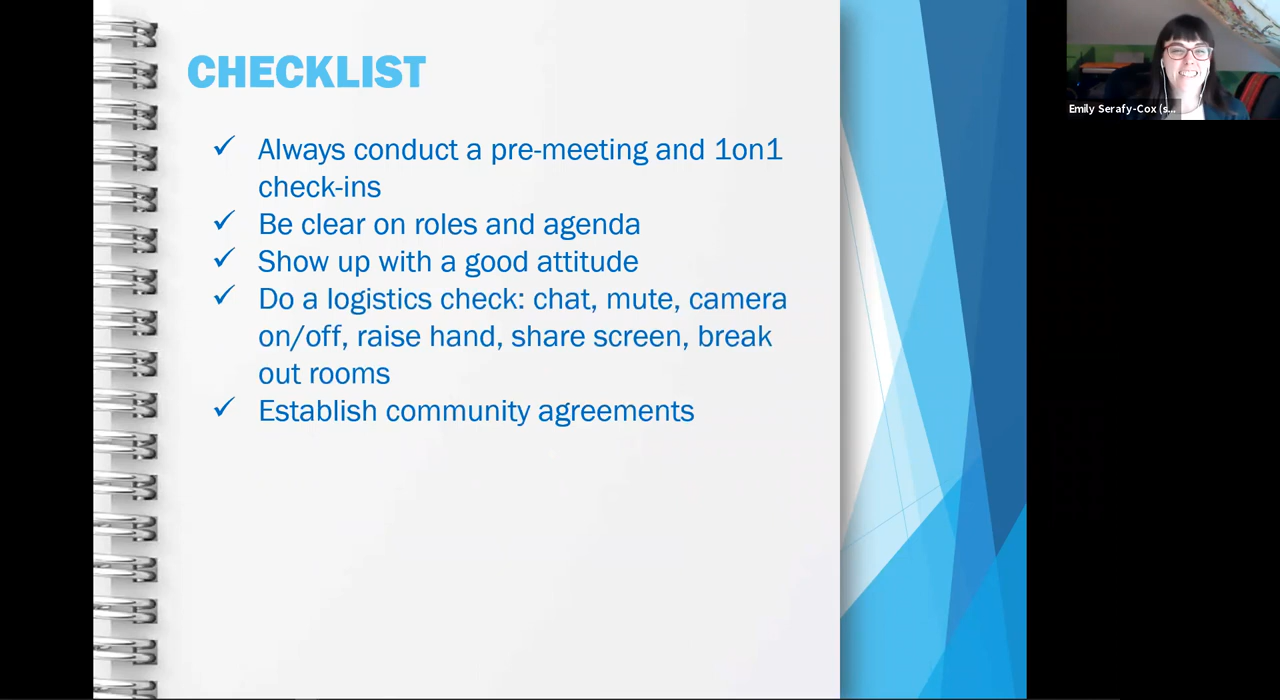 CHECKLIST
✓ Always conduct a pre-meeting and 1on1
check-ins
✓ Be clear on roles and agenda
✓ Show up with a good attitude
✓ Do a logistics check: chat, mute, camera
on/off, raise hand, share screen, break
out rooms
✓ Establish community agreements
Emily Serafy-Cox (s...